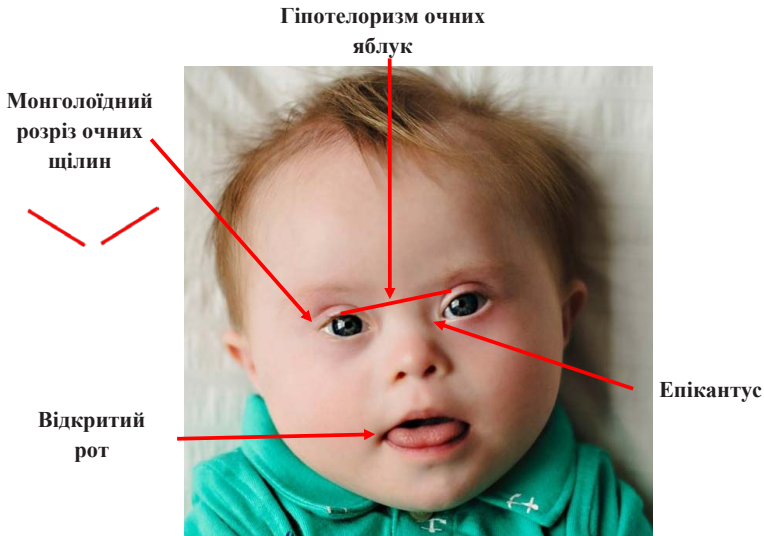 Гіпотелоризм очних
яблук
Монголоїдний
розріз очних
щілин
Епікантус
Відкритий
рот